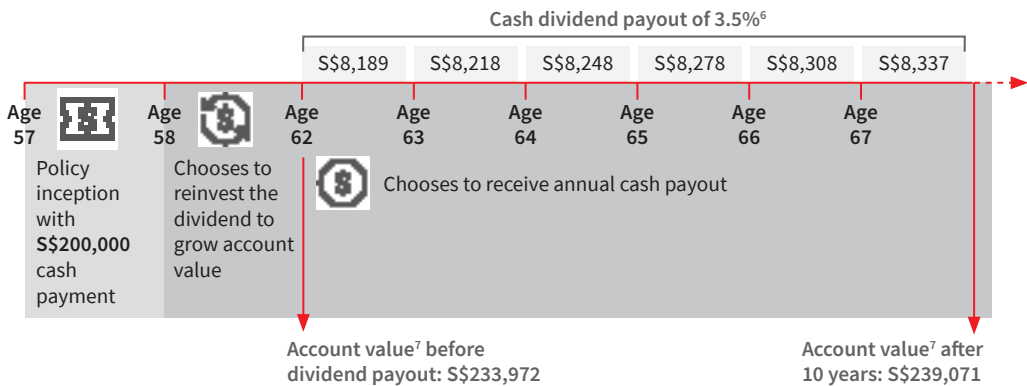 Cash dividend payout of 3.5%⁶
S$8,189 S$8,218 S$8,248 S$8,278 S$8,308 S$8,337
Age Age Age Age Age Age Age Age
57 58 62 63 64 65 66 67
Policy
inception
with
S$200,000
cash
payment
Chooses to
reinvest the
dividend to
grow account
value
Chooses to receive annual cash payout
Account value⁷ before
dividend payout: S$233,972
Account value⁷ after
10 years: S$239,071